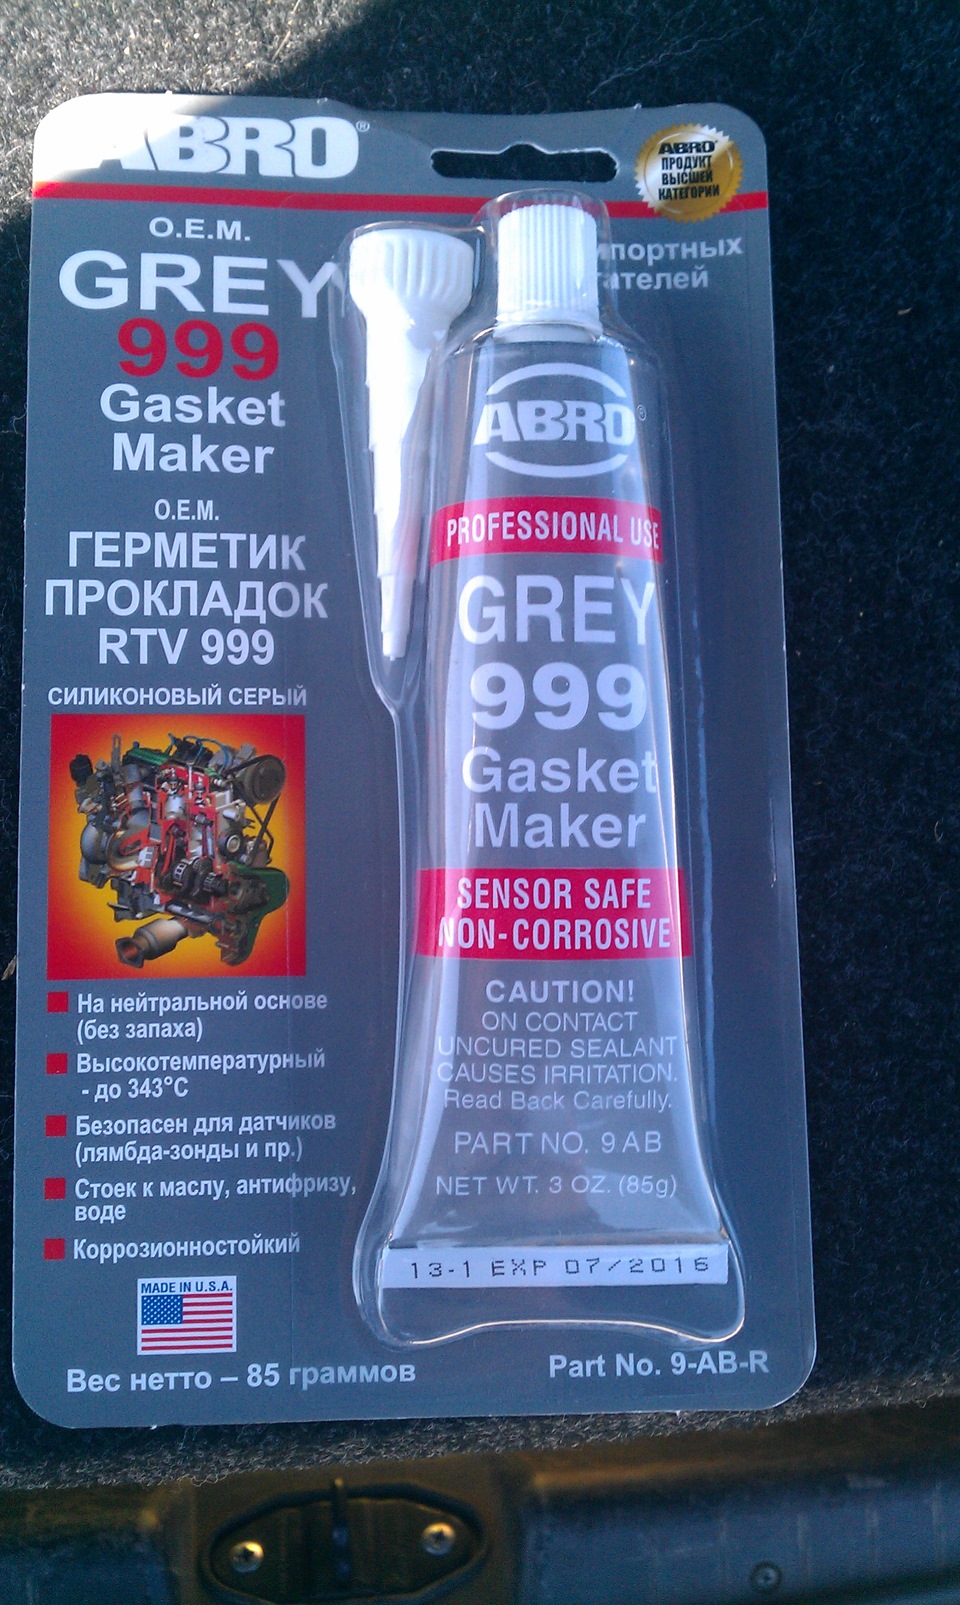 ABRO®
ABRO®
ПРОДУКТ
ВЫСШЕЙ
КАТЕГОРИИ
O.E.M.
GREY
999
Gasket
Maker
O.E.M.
ГЕРМЕТИК
ПРОКЛАДОК
RTV 999
СИЛИКОНОВЫЙ СЕРЫЙ
На нейтральной основе
(без запаха)
Высокотемпературный
- до 343°C
Безопасен для датчиков
(лямбда-зонды и пр.)
Стоек к маслу, антифризу,
воде
Коррозионностойкий
MADE IN U.S.A.
Вес нетто – 85 граммов
ABRO®
PROFESSIONAL USE
GREY
999
Gasket
Maker
SENSOR SAFE
NON-CORROSIVE
CAUTION!
ON CONTACT
UNCURED SEALANT
CAUSES IRRITATION.
Read Back Carefully.
PART NO. 9 AB
NET WT. 3 OZ. (85g)
13-1 EXP 07/2016
Part No. 9-AB-R